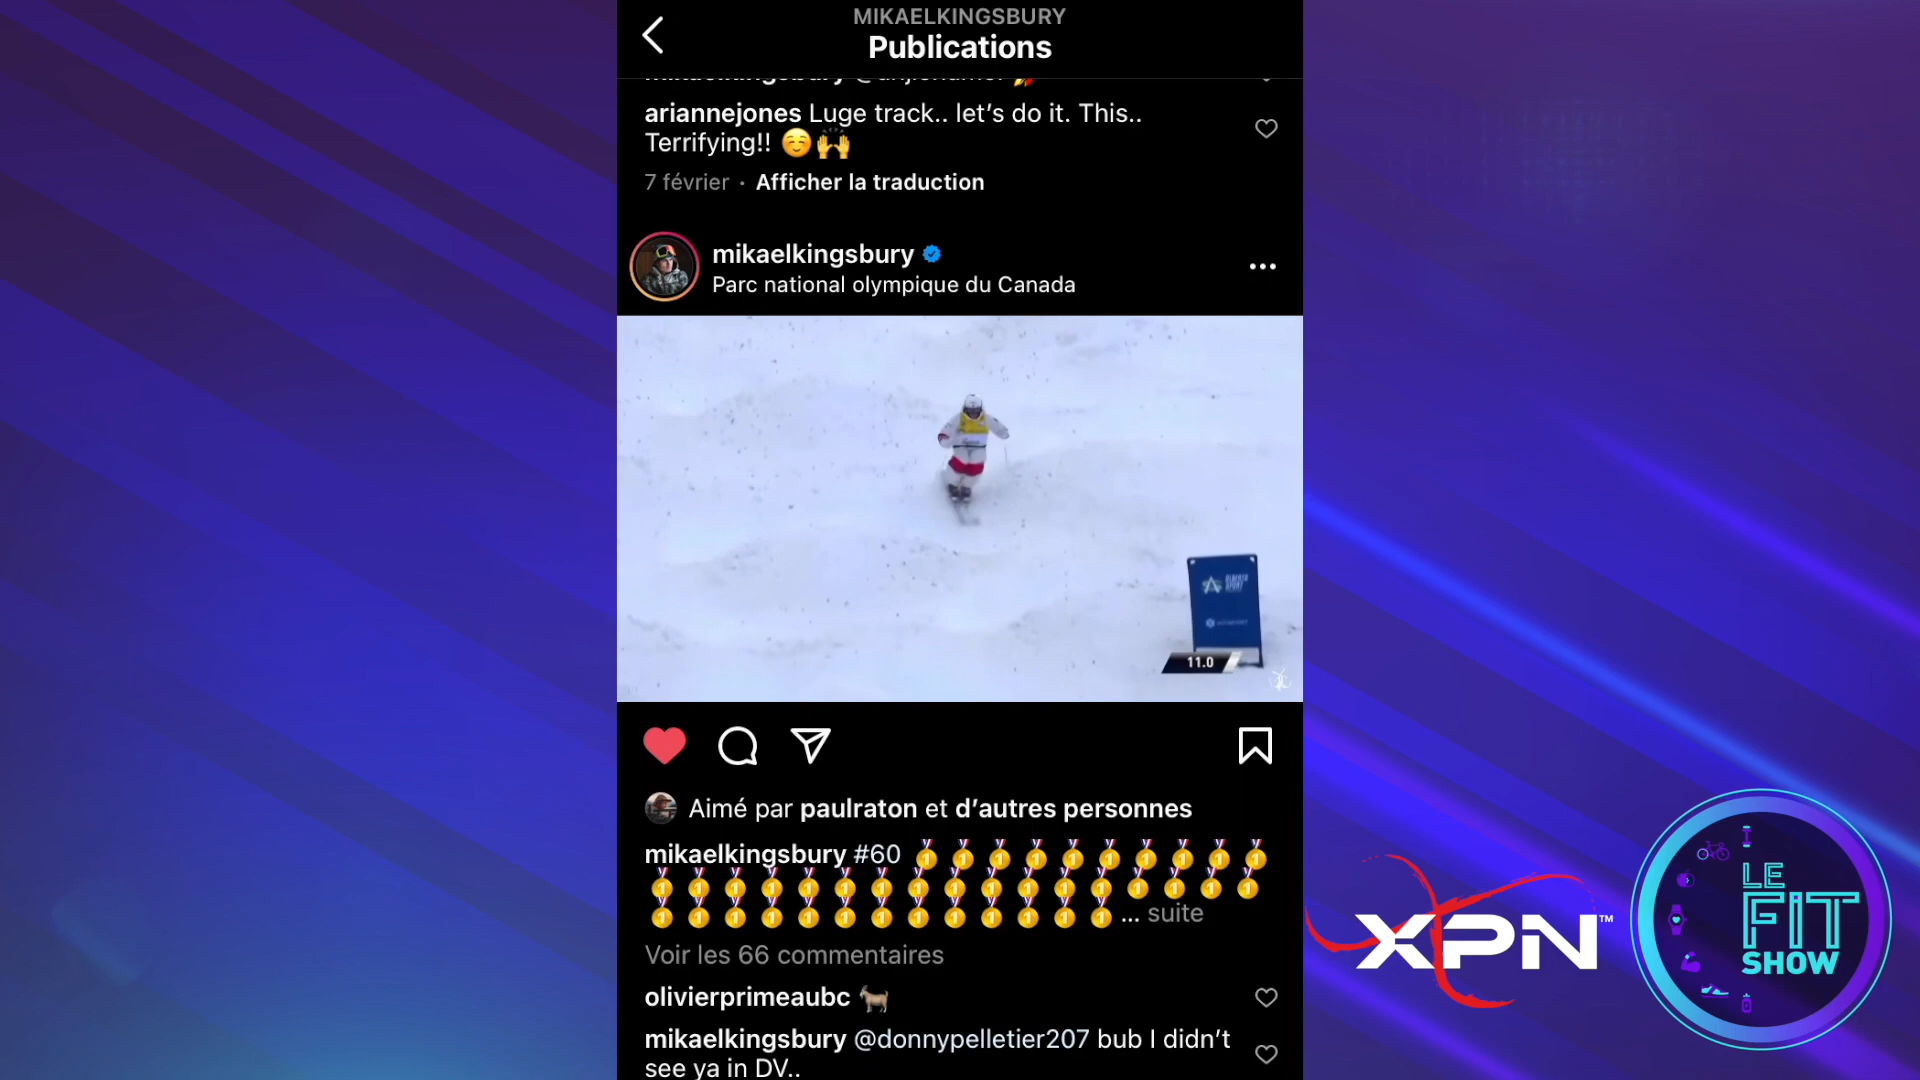 MIKAELKINGSBURY
Publications
ariannejones Luge track.. let’s do it. This..
Terrifying!! ☺️🙌
7 février · Afficher la traduction
mikaelkingsbury
Parc national olympique du Canada
11.0
Aimé par paulraton et d’autres personnes
mikaelkingsbury #60 🥇🥇🥇🥇🥇🥇🥇🥇🥇🥇
🥇🥇🥇🥇🥇🥇🥇🥇🥇🥇🥇🥇🥇🥇🥇🥇🥇
🥇🥇🥇🥇🥇🥇🥇🥇🥇🥇🥇🥇🥇 ... suite
Voir les 66 commentaires
olivierprimeaubc 🐐
mikaelkingsbury @donnypelletier207 bub I didn’t
see ya in DV..
XPN™
LE
FIT
SHOW